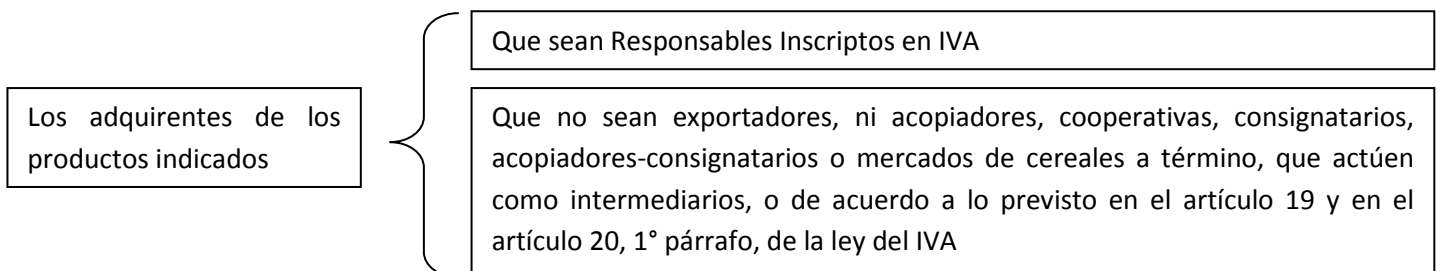 Los adquirentes de los
productos indicados
Que sean Responsables Inscriptos en IVA
Que no sean exportadores, ni acopiadores, cooperativas, consignatarios,
acopiadores-consignatarios o mercados de cereales a término, que actúen
como intermediarios, o de acuerdo a lo previsto en el artículo 19 y en el
artículo 20, 1° párrafo, de la ley del IVA